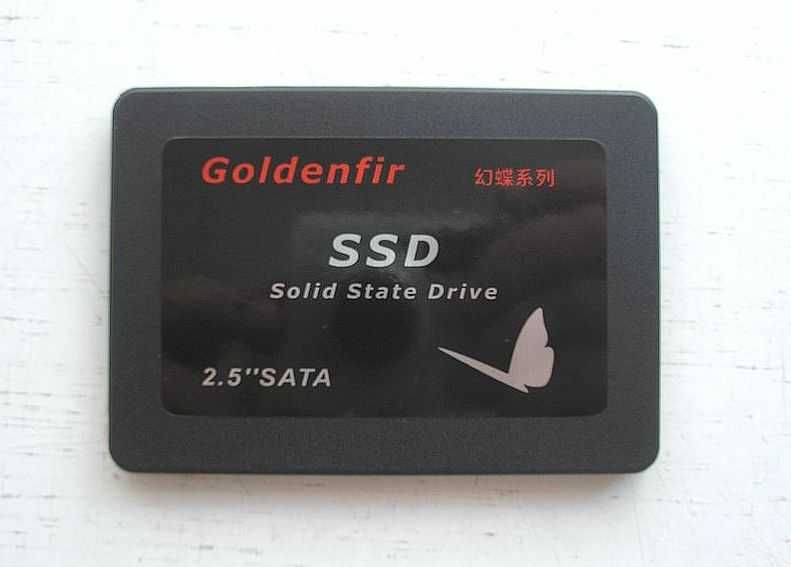 Goldenfir
幻蝶系列
SSD
Solid State Drive
2.5"SATA